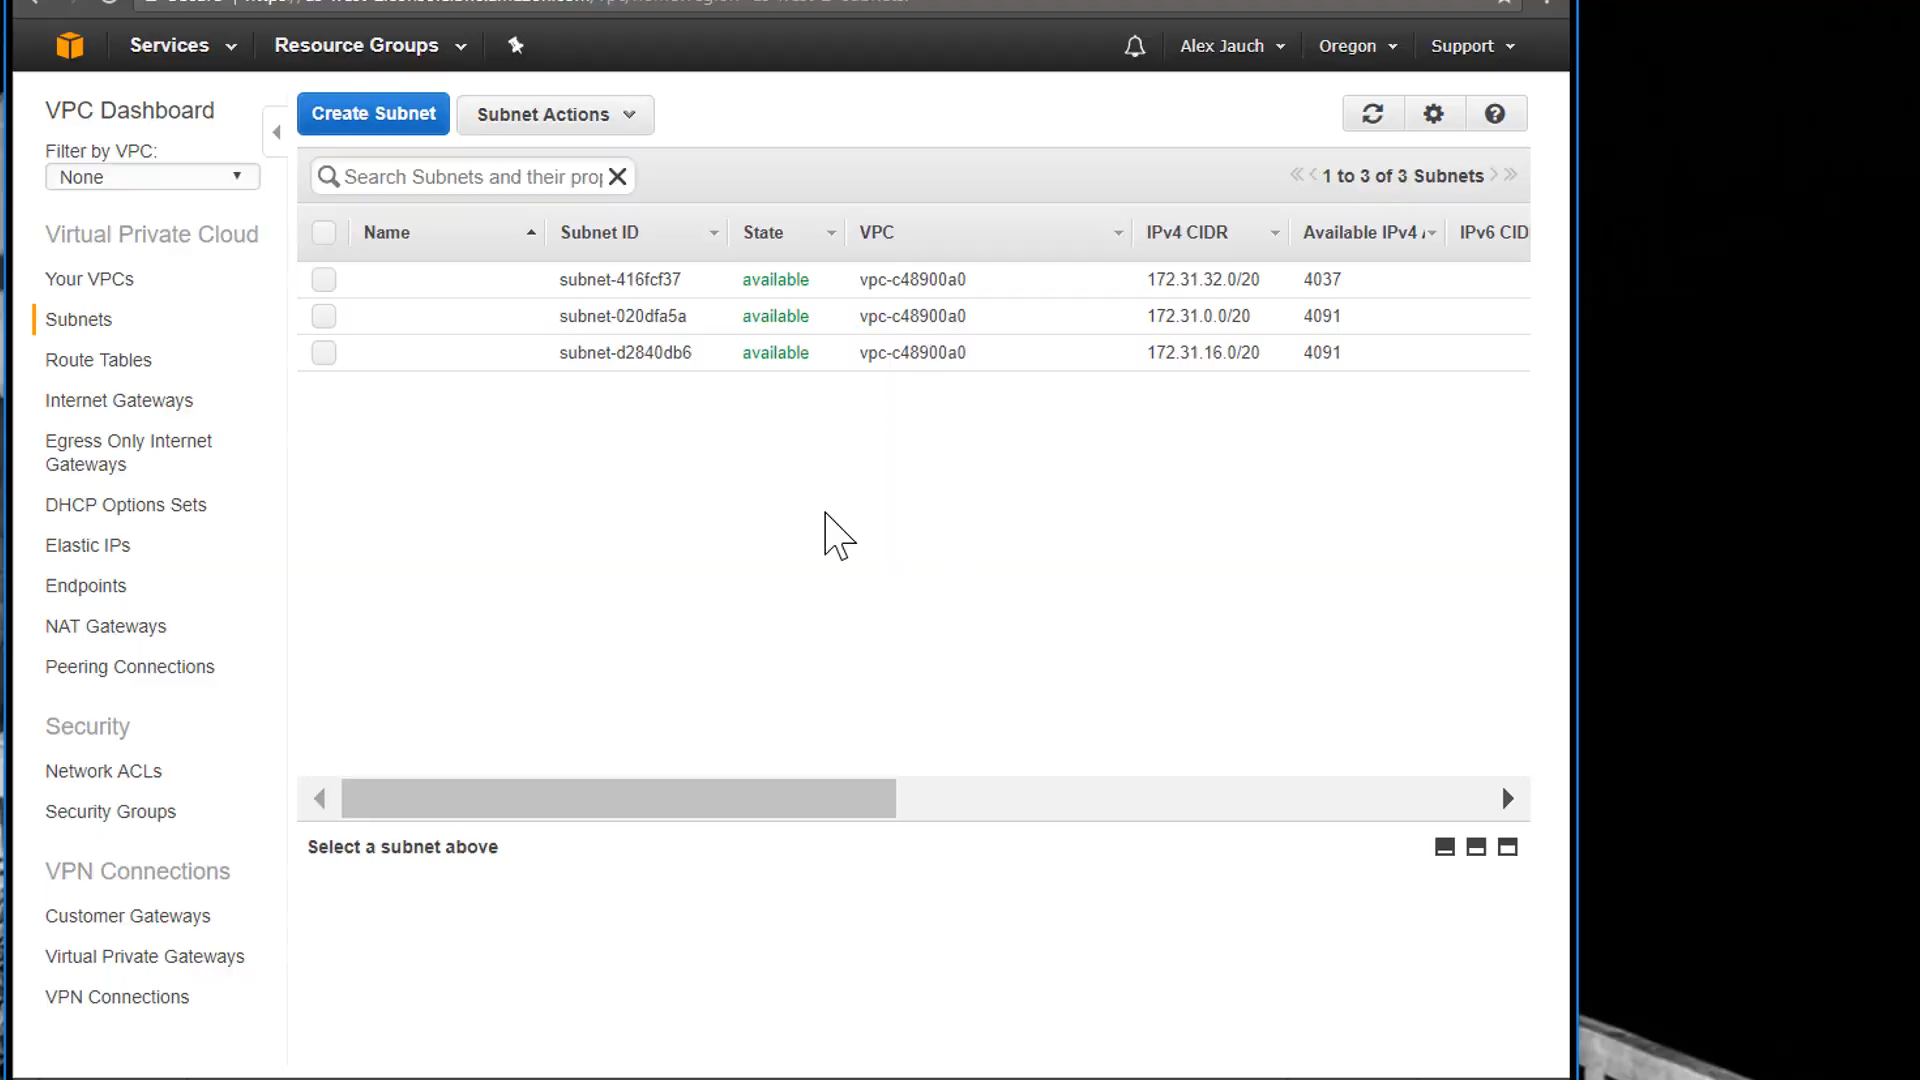 Services
Resource Groups
Alex Jauch
Oregon
Support
VPC Dashboard
Filter by VPC:
None
Virtual Private Cloud
Your VPCs
Subnets
Route Tables
Internet Gateways
Egress Only Internet
Gateways
DHCP Options Sets
Elastic IPs
Endpoints
NAT Gateways
Peering Connections
Security
Network ACLs
Security Groups
VPN Connections
Customer Gateways
Virtual Private Gateways
VPN Connections
Create Subnet
Subnet Actions
Search Subnets and their prop
1 to 3 of 3 Subnets
Name Subnet ID State VPC IPv4 CIDR Available IPv4 IPv6 CID
subnet-416fcf37 available vpc-c48900a0 172.31.32.0/20 4037
subnet-020dfa5a available vpc-c48900a0 172.31.0.0/20 4091
subnet-d2840db6 available vpc-c48900a0 172.31.16.0/20 4091
Select a subnet above